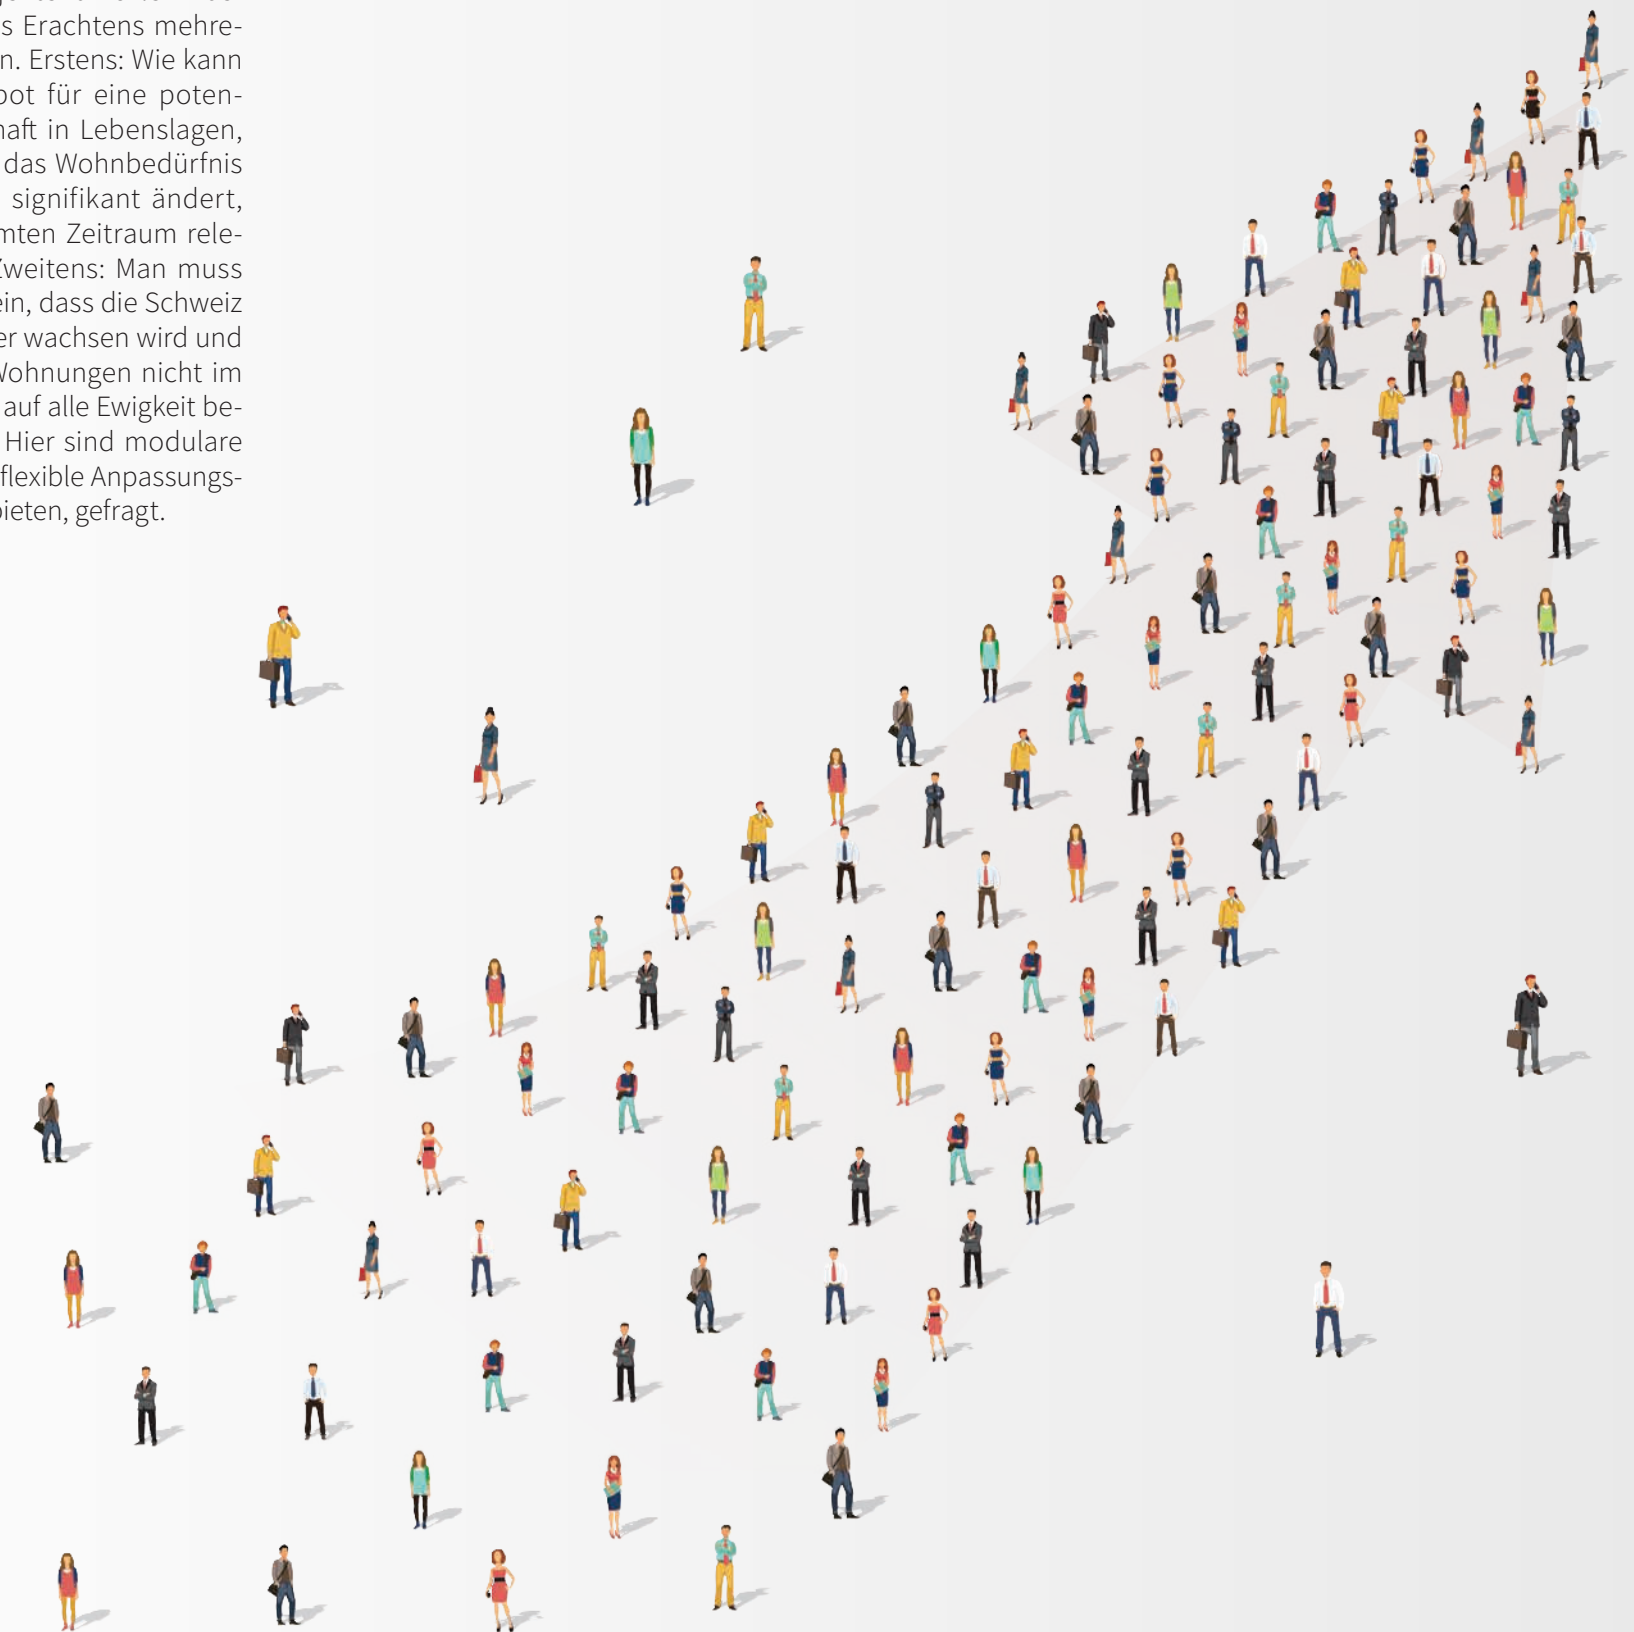 s Erachtens mehre-
n. Erstens: Wie kann
bot für eine poten-
haft in Lebenslagen,
das Wohnbedürfnis
signifikant ändert,
mten Zeitraum rele-
Zweitens: Man muss
ein, dass die Schweiz
er wachsen wird und
Wohnungen nicht im
auf alle Ewigkeit be-
Hier sind modulare
flexible Anpassungs-
bieten, gefragt.